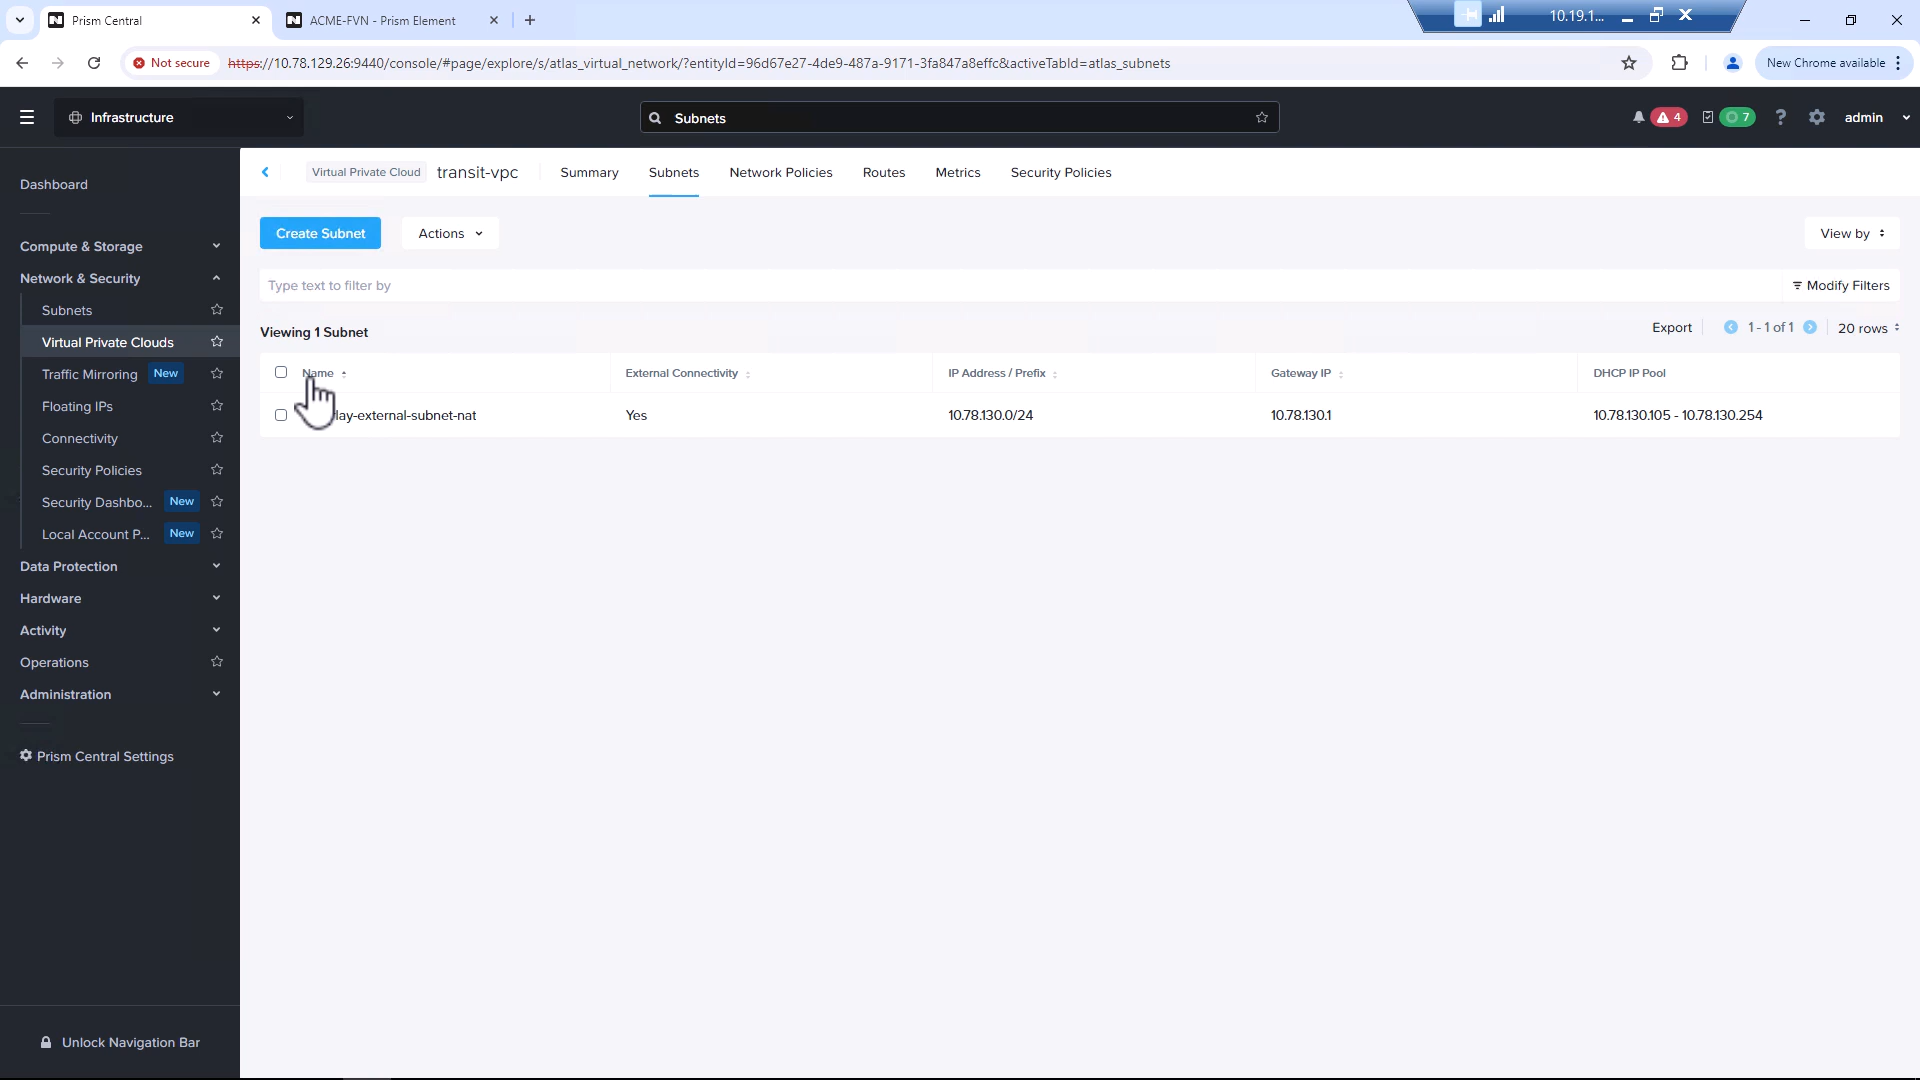 Prism Central
ACME-FVN - Prism Element
10.19.1...
Not secure
https://10.78.129.26:9440/console/#page/explore/s/atlas_virtual_network/?entityId=96d67e27-4de9-487a-9171-3fa847a8effc&activeTabId=atlas_subnets
New Chrome available
Infrastructure
Subnets
4
7
?
admin
Dashboard
Compute & Storage
Network & Security
Subnets
Virtual Private Clouds
Traffic Mirroring New
Floating IPs
Connectivity
Security Policies
Security Dashbo... New
Local Account P... New
Data Protection
Hardware
Activity
Operations
Administration
Prism Central Settings
Unlock Navigation Bar
Virtual Private Cloud transit-vpc
Summary
Subnets
Network Policies
Routes
Metrics
Security Policies
Create Subnet
Actions
View by
Type text to filter by
Modify Filters
Viewing 1 Subnet
Export
1 - 1 of 1
20 rows
Name External Connectivity IP Address / Prefix Gateway IP DHCP IP Pool
lay-external-subnet-nat Yes 10.78.130.0/24 10.78.130.1 10.78.130.105 - 10.78.130.254